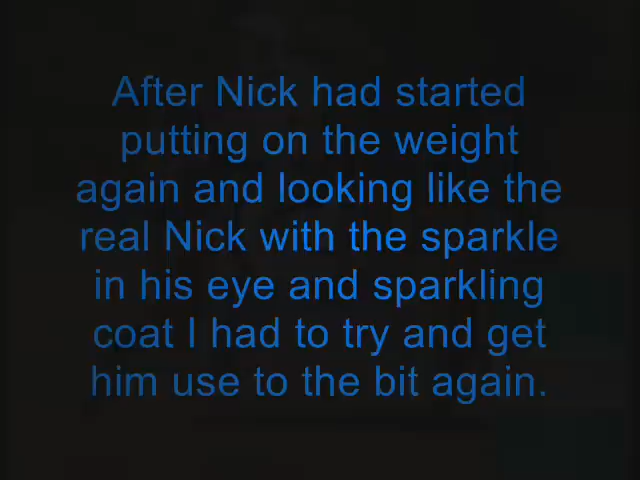 After Nick had started
putting on the weight
again and looking like the
real Nick with the sparkle
in his eye and sparkling
coat I had to try and get
him use to the bit again.